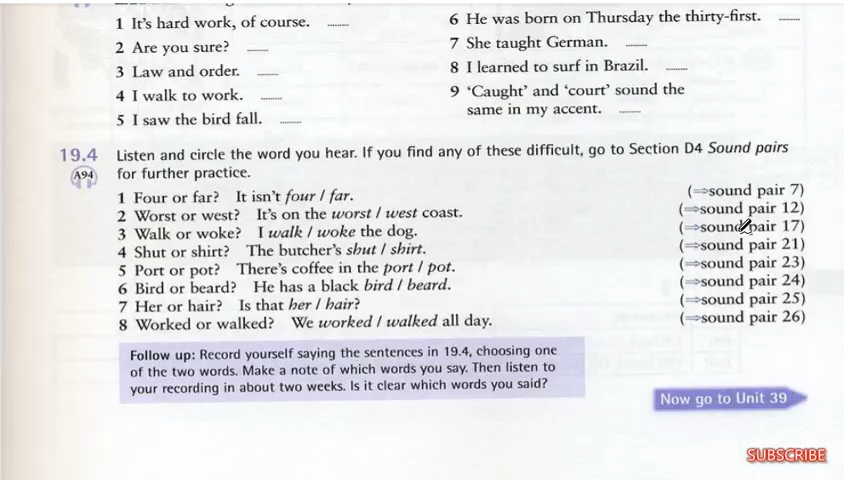 1 It's hard work, of course. ........
2 Are you sure? ........
3 Law and order. ........
4 I walk to work. ........
5 I saw the bird fall. ........
6 He was born on Thursday the thirty-first. ........
7 She taught German. ........
8 I learned to surf in Brazil. ........
9 'Caught' and 'court' sound the
same in my accent. ........
19.4 Listen and circle the word you hear. If you find any of these difficult, go to Section D4 Sound pairs
A94 for further practice.
1 Four or far? It isn't four / far. (⇒sound pair 7)
2 Worst or west? It's on the worst / west coast. (⇒sound pair 12)
3 Walk or woke? I walk / woke the dog. (⇒sound pair 17)
4 Shut or shirt? The butcher's shut / shirt. (⇒sound pair 21)
5 Port or pot? There's coffee in the port / pot. (⇒sound pair 23)
6 Bird or beard? He has a black bird / beard. (⇒sound pair 24)
7 Her or hair? Is that her / hair? (⇒sound pair 25)
8 Worked or walked? We worked / walked all day. (⇒sound pair 26)
Follow up: Record yourself saying the sentences in 19.4, choosing one
of the two words. Make a note of which words you say. Then listen to
your recording in about two weeks. Is it clear which words you said?
Now go to Unit 39
SUBSCRIBE